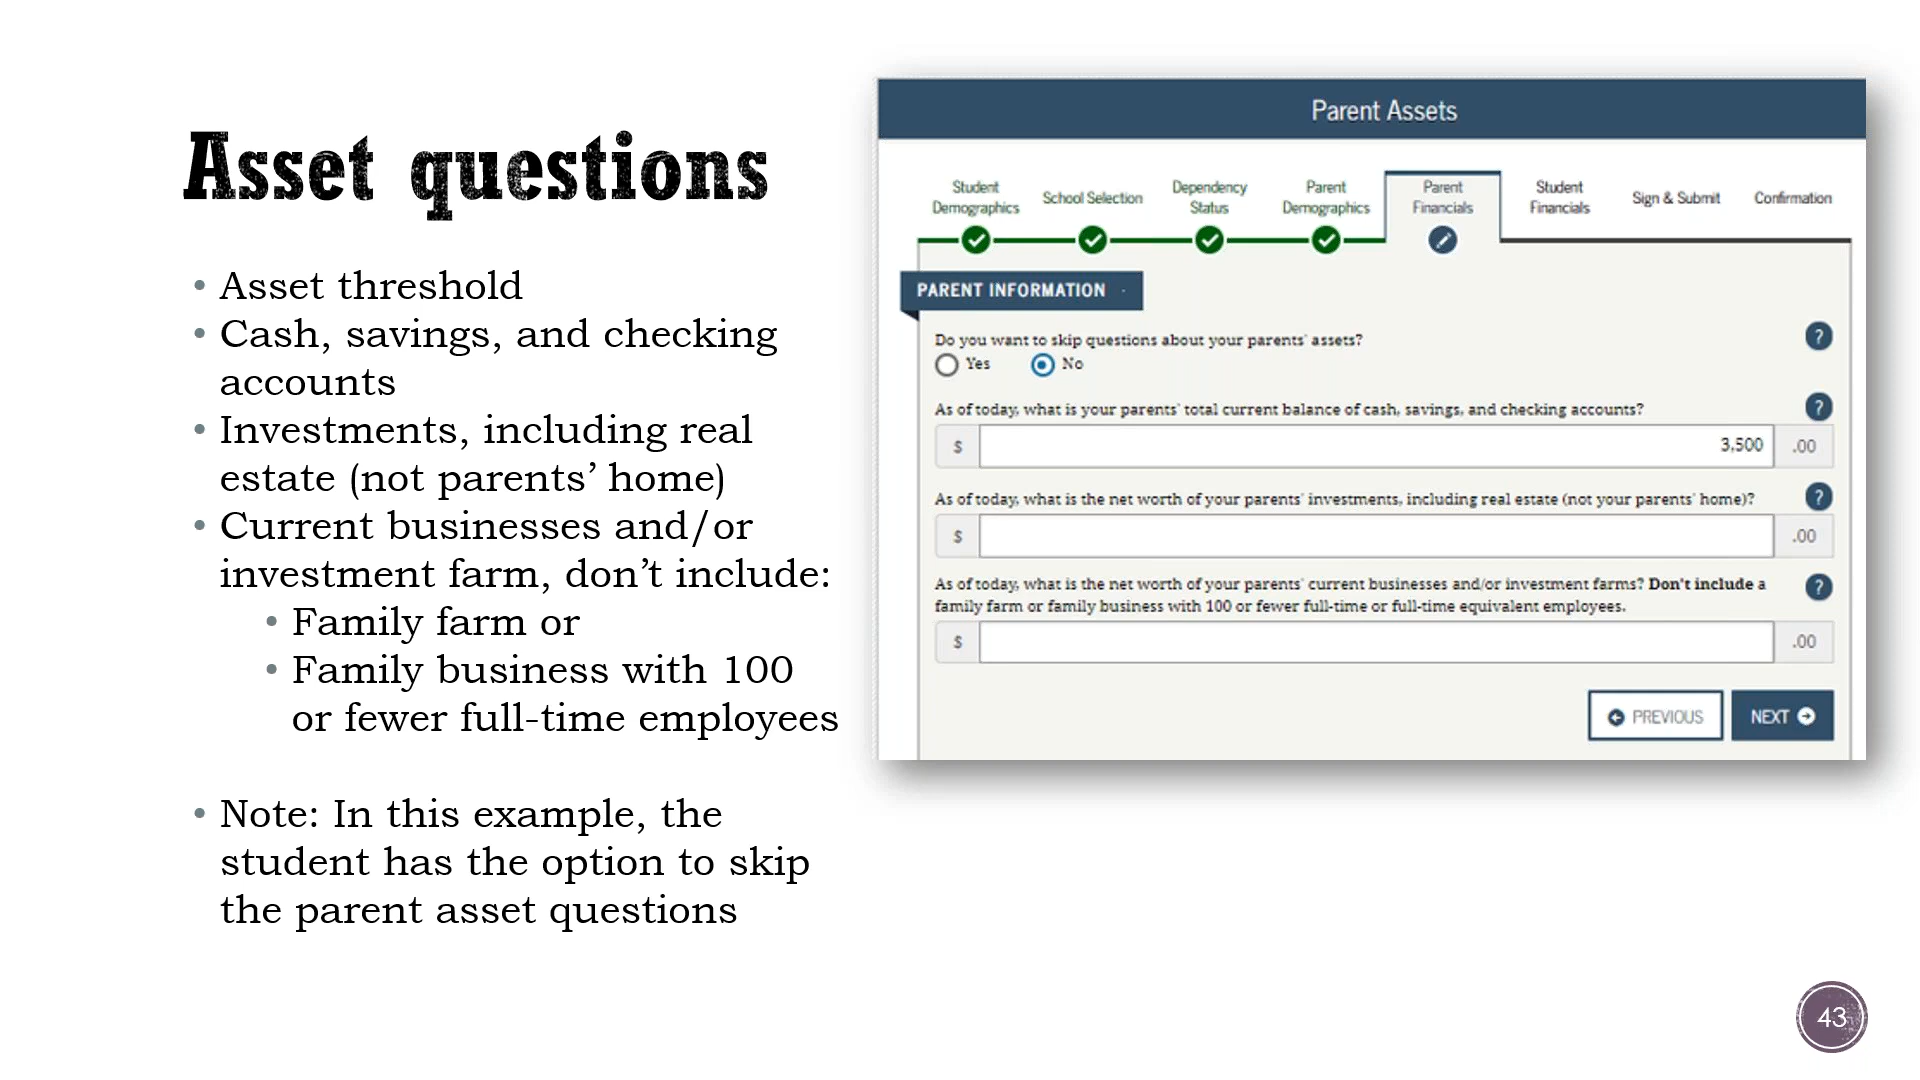 Asset questions
• Asset threshold
• Cash, savings, and checking
accounts
• Investments, including real
estate (not parents’ home)
• Current businesses and/or
investment farm, don’t include:
• Family farm or
• Family business with 100
or fewer full-time employees
• Note: In this example, the
student has the option to skip
the parent asset questions
Parent Assets
Student Demographics
School Selection
Dependency Status
Parent Demographics
Parent Financials
Student Financials
Sign & Submit
Confirmation
PARENT INFORMATION
Do you want to skip questions about your parents' assets?
?
Yes No
As of today, what is your parents' total current balance of cash, savings, and checking accounts?
?
$ 3,500 .00
As of today, what is the net worth of your parents' investments, including real estate (not your parents' home)?
?
$ .00
As of today, what is the net worth of your parents' current businesses and/or investment farms? Don't include a
family farm or family business with 100 or fewer full-time or full-time equivalent employees.
?
$ .00
PREVIOUS NEXT
43